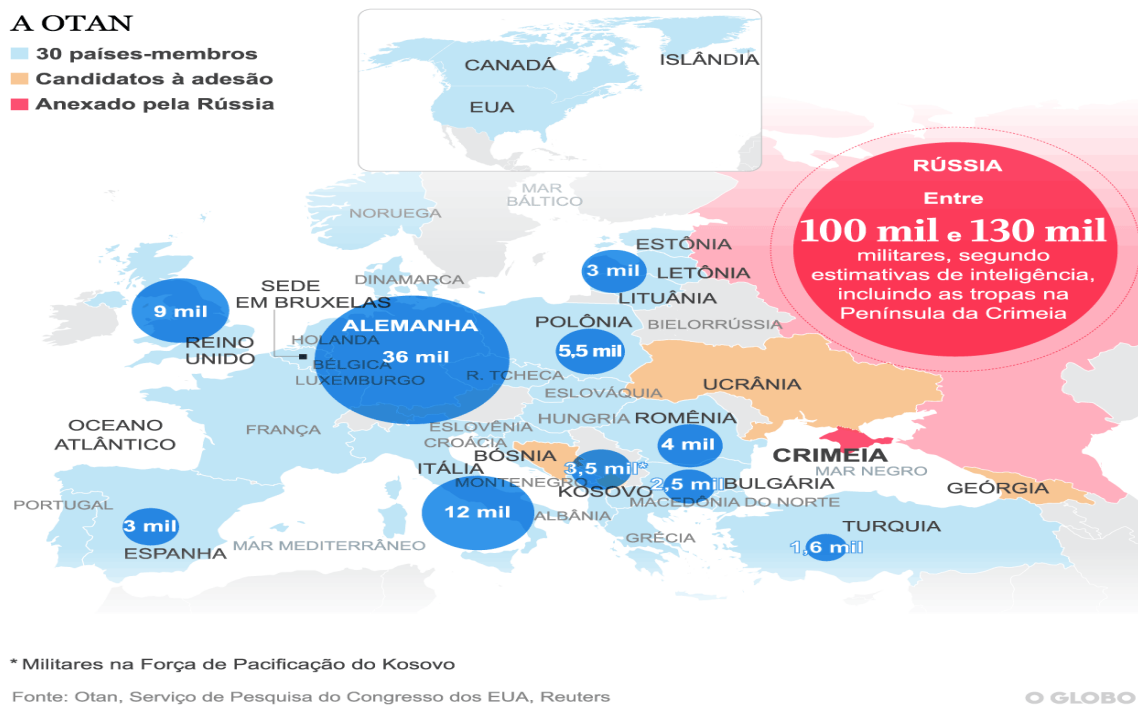 A OTAN
30 países-membros
Candidatos à adesão
Anexado pela Rússia
CANADÁ
EUA
ISLÂNDIA
RÚSSIA
Entre
100 mil e 130 mil
militares, segundo
estimativas de inteligência,
incluindo as tropas na
Península da Crimeia
MAR
BÁLTICO
NORUEGA
ESTÔNIA
DINAMARCA
3 mil
LETÔNIA
SEDE
EM BRUXELAS
LITUÂNIA
9 mil
ALEMANHA
36 mil
POLÔNIA
BIELORRÚSSIA
REINO
UNIDO
HOLANDA
5,5 mil
BÉLGICA
LUXEMBURGO
R. TCHECA
UCRÂNIA
ESLOVÁQUIA
OCEANO
ATLÂNTICO
FRANÇA
HUNGRIA
ROMÊNIA
ESLOVÉNIA
CROÁCIA
4 mil
BÓSNIA
CRIMEIA
ITÁLIA
3,5 mil*
MAR NEGRO
MONTENEGRO
KOSOVO
2,5 mil
BULGÁRIA
GEÓRGIA
PORTUGAL
MACEDÔNIA DO NORTE
12 mil
ALBÂNIA
3 mil
ESPANHA
MAR MEDITERRÂNEO
GRÉCIA
TURQUIA
1,6 mil
* Militares na Força de Pacificação do Kosovo
Fonte: Otan, Serviço de Pesquisa do Congresso dos EUA, Reuters
O GLOBO